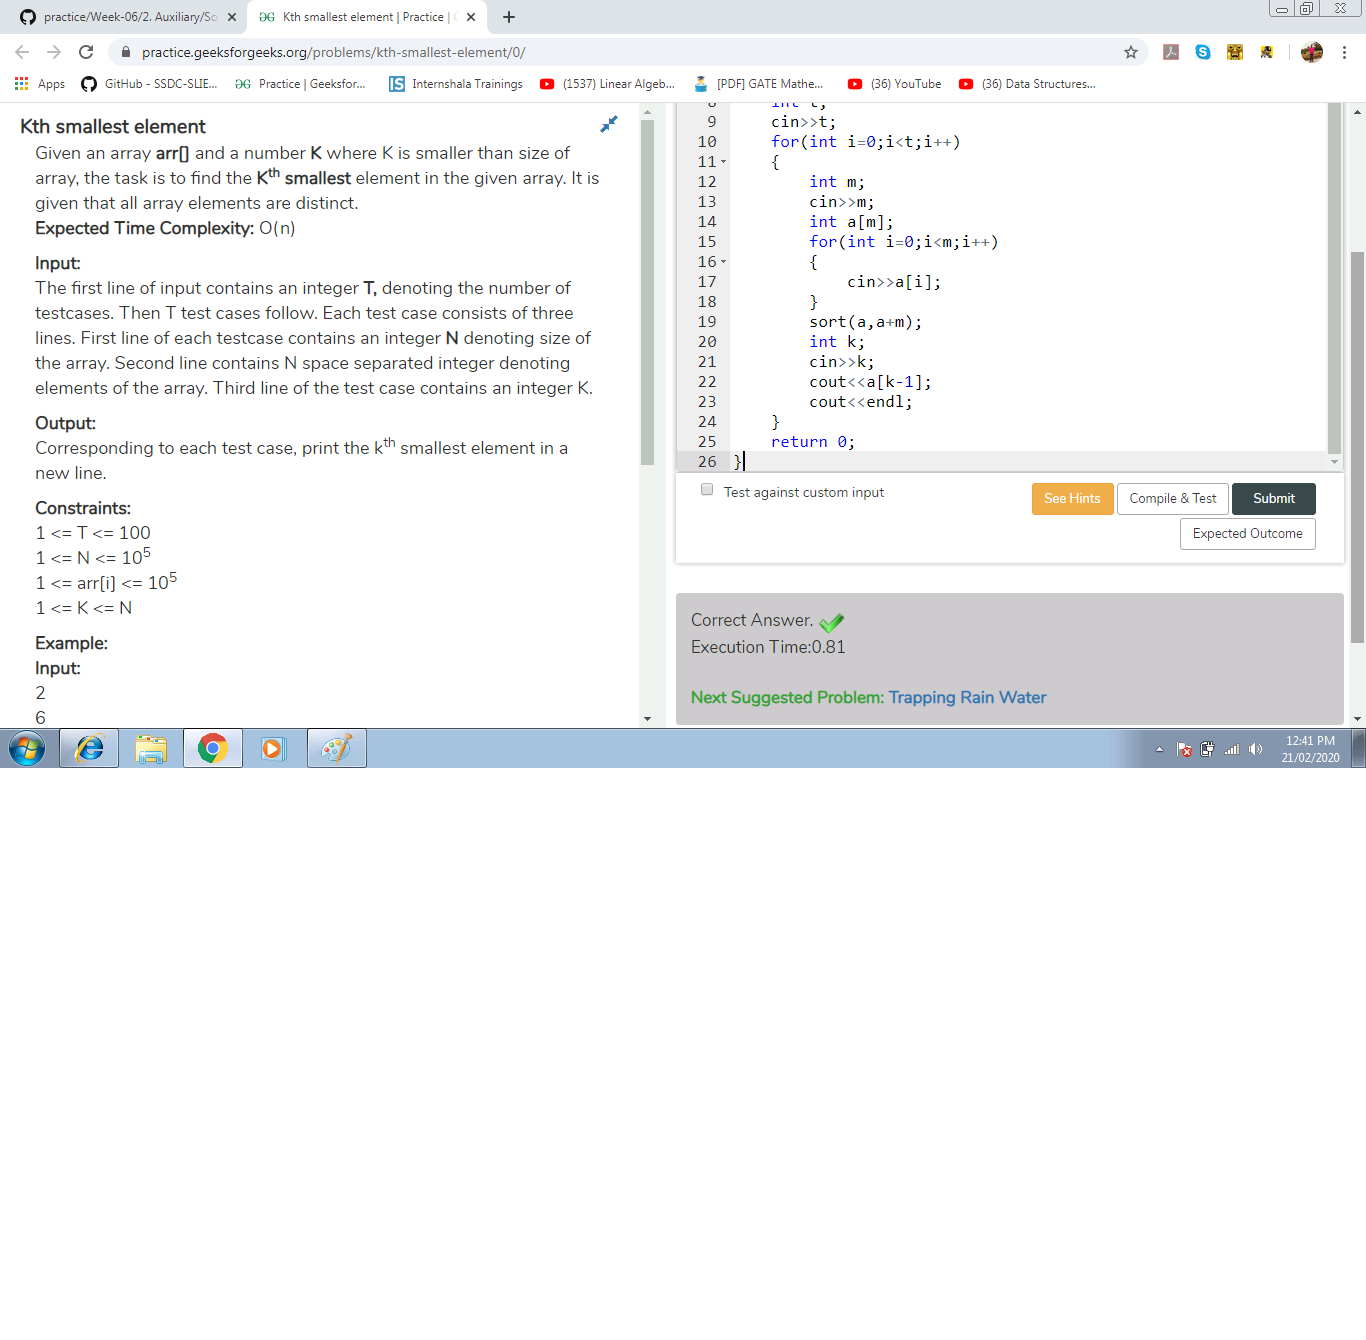 practice/Week-06/2. Auxiliary/So
Kth smallest element | Practice |
practice.geeksforgeeks.org/problems/kth-smallest-element/0/
Apps
GitHub - SSDC-SLIE...
Practice | Geeksfor...
Internshala Trainings
(1537) Linear Algeb...
[PDF] GATE Mathe...
(36) YouTube
(36) Data Structures...
Kth smallest element
Given an array arr[] and a number K where K is smaller than size of
array, the task is to find the Kth smallest element in the given array. It is
given that all array elements are distinct.
Expected Time Complexity: O(n)
Input:
The first line of input contains an integer T, denoting the number of
testcases. Then T test cases follow. Each test case consists of three
lines. First line of each testcase contains an integer N denoting size of
the array. Second line contains N space separated integer denoting
elements of the array. Third line of the test case contains an integer K.
Output:
Corresponding to each test case, print the kth smallest element in a
new line.
Constraints:
1 <= T <= 100
1 <= N <= 10^5
1 <= arr[i] <= 10^5
1 <= K <= N
Example:
Input:
2
6
8 int t;
9 cin>>t;
10 for(int i=0;i<t;i++)
11 {
12 int m;
13 cin>>m;
14 int a[m];
15 for(int i=0;i<m;i++)
16 {
17 cin>>a[i];
18 }
19 sort(a,a+m);
20 int k;
21 cin>>k;
22 cout<<a[k-1];
23 cout<<endl;
24 }
25 return 0;
26 }
Test against custom input
See Hints
Compile & Test
Submit
Expected Outcome
Correct Answer.
Execution Time:0.81
Next Suggested Problem: Trapping Rain Water
12:41 PM
21/02/2020